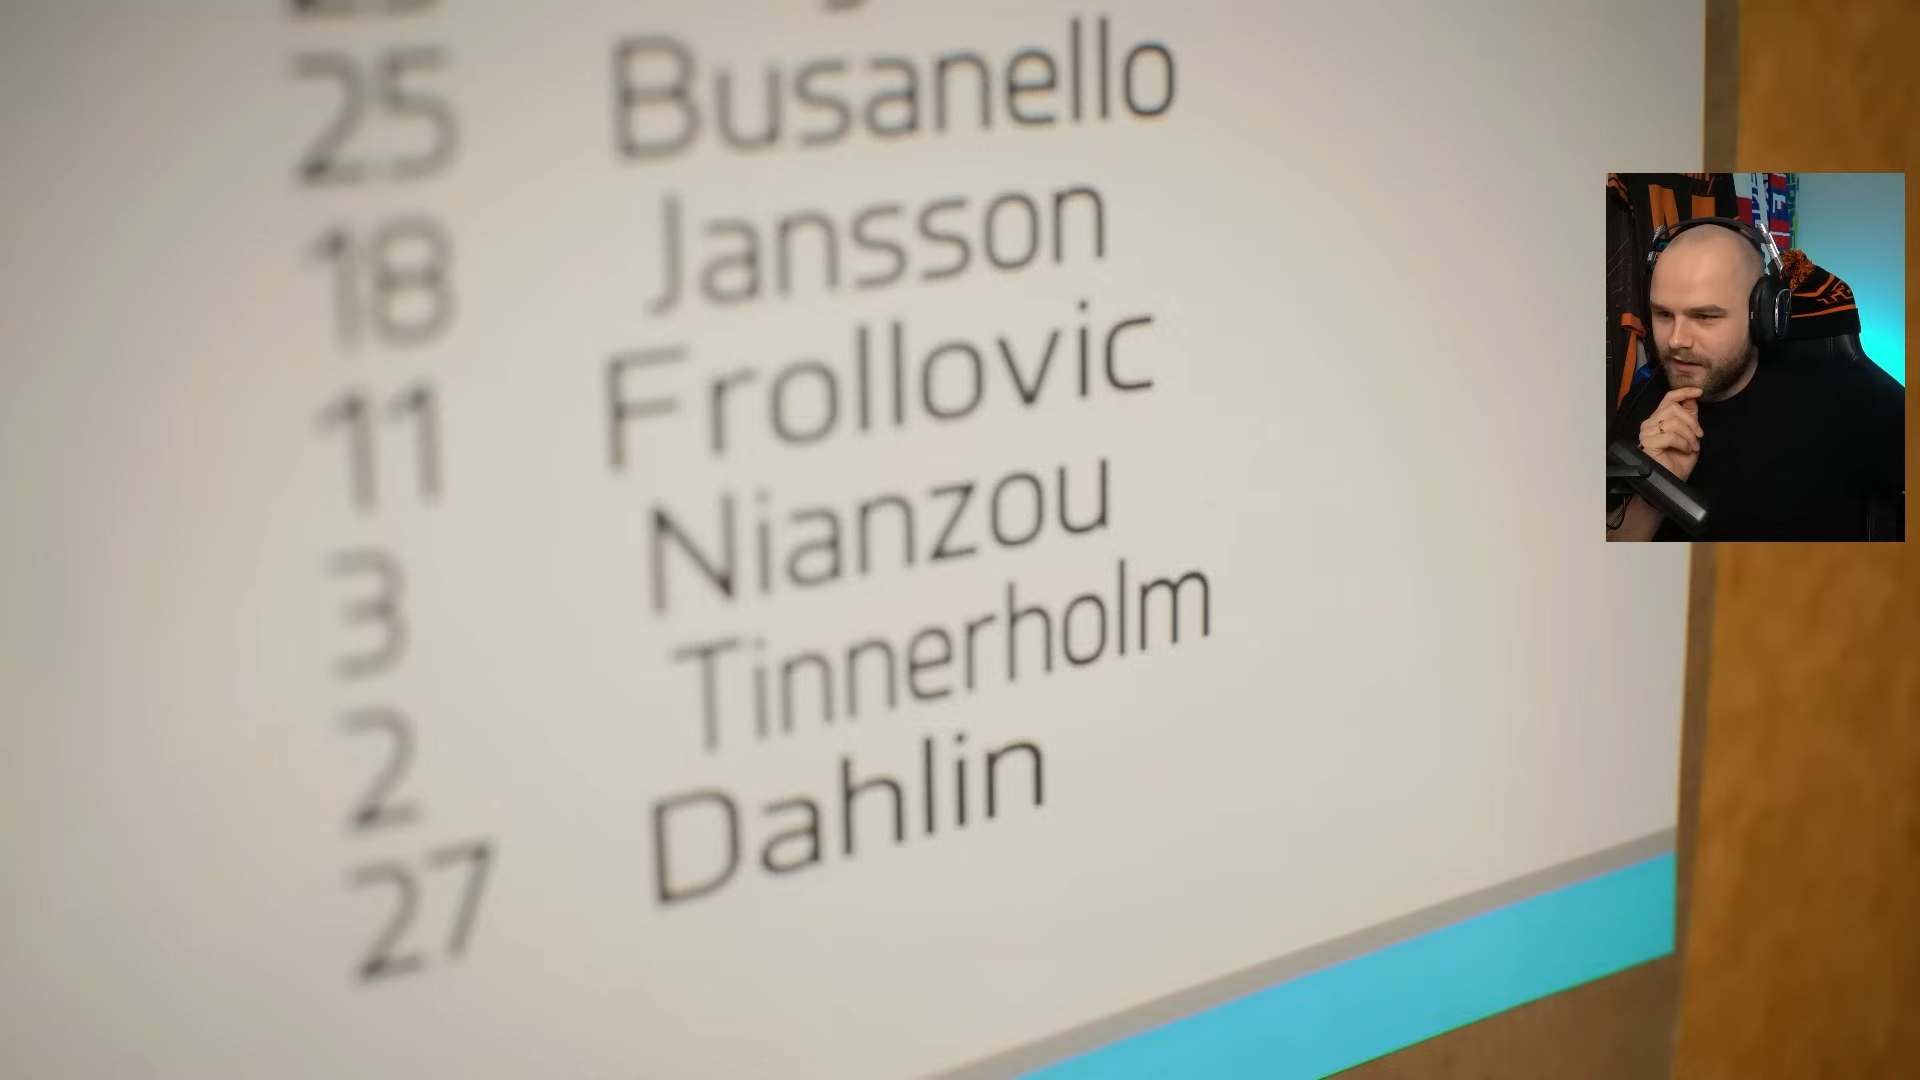 25 Busanello
18 Jansson
11 Frollovic
3 Nianzou
2 Tinnerholm
27 Dahlin